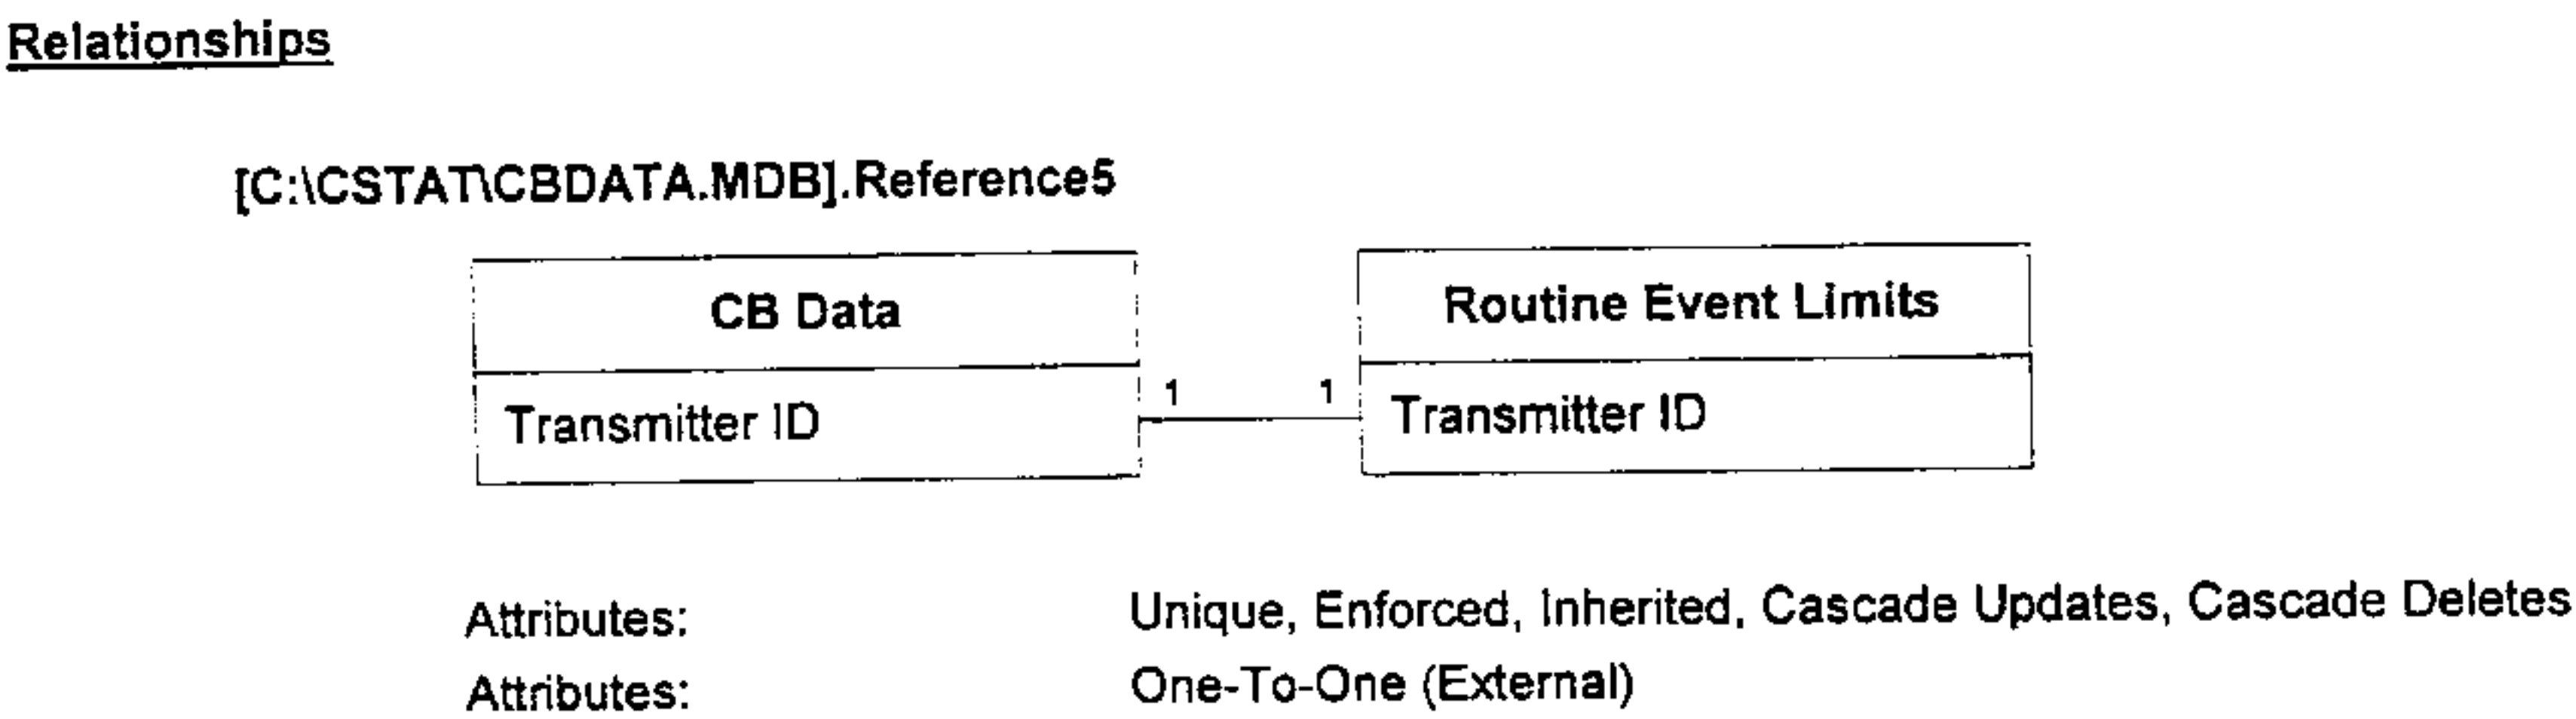 Relationships
[C:\CSTAT\CBDATA.MDB].Reference5
CB Data
Routine Event Limits
Transmitter ID
1
1
Transmitter ID
Attributes:
Unique, Enforced, Inherited, Cascade Updates, Cascade Deletes
Attributes:
One-To-One (External)